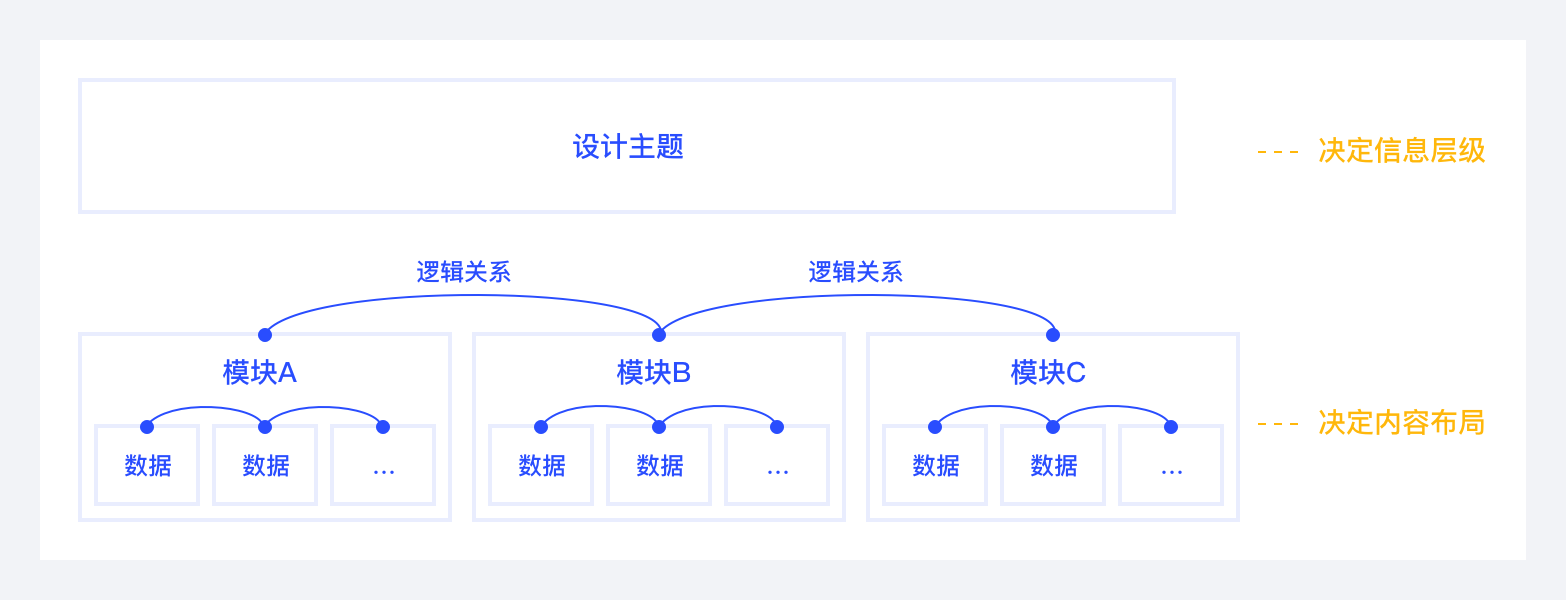 设计主题
--- 决定信息层级
逻辑关系
逻辑关系
模块A
模块B
模块C
数据
数据
...
数据
数据
...
数据
数据
...
--- 决定内容布局